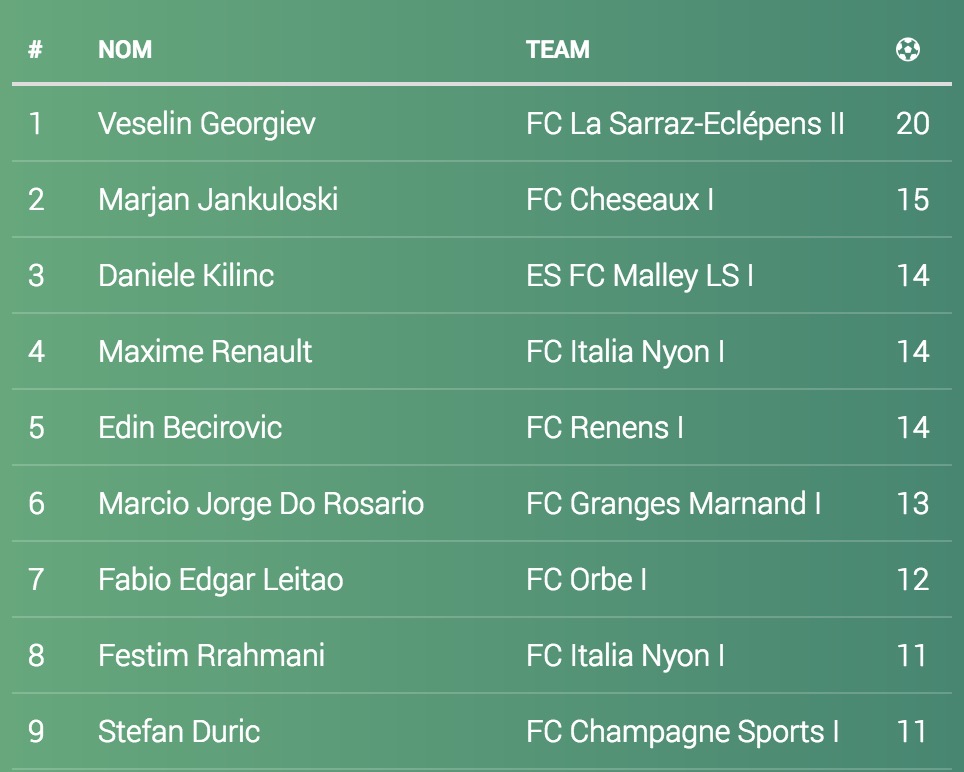 # NOM TEAM
1 Veselin Georgiev FC La Sarraz-Eclépens II 20
2 Marjan Jankuloski FC Cheseaux I 15
3 Daniele Kilinc ES FC Malley LS I 14
4 Maxime Renault FC Italia Nyon I 14
5 Edin Becirovic FC Renens I 14
6 Marcio Jorge Do Rosario FC Granges Marnand I 13
7 Fabio Edgar Leitao FC Orbe I 12
8 Festim Rrahmani FC Italia Nyon I 11
9 Stefan Duric FC Champagne Sports I 11